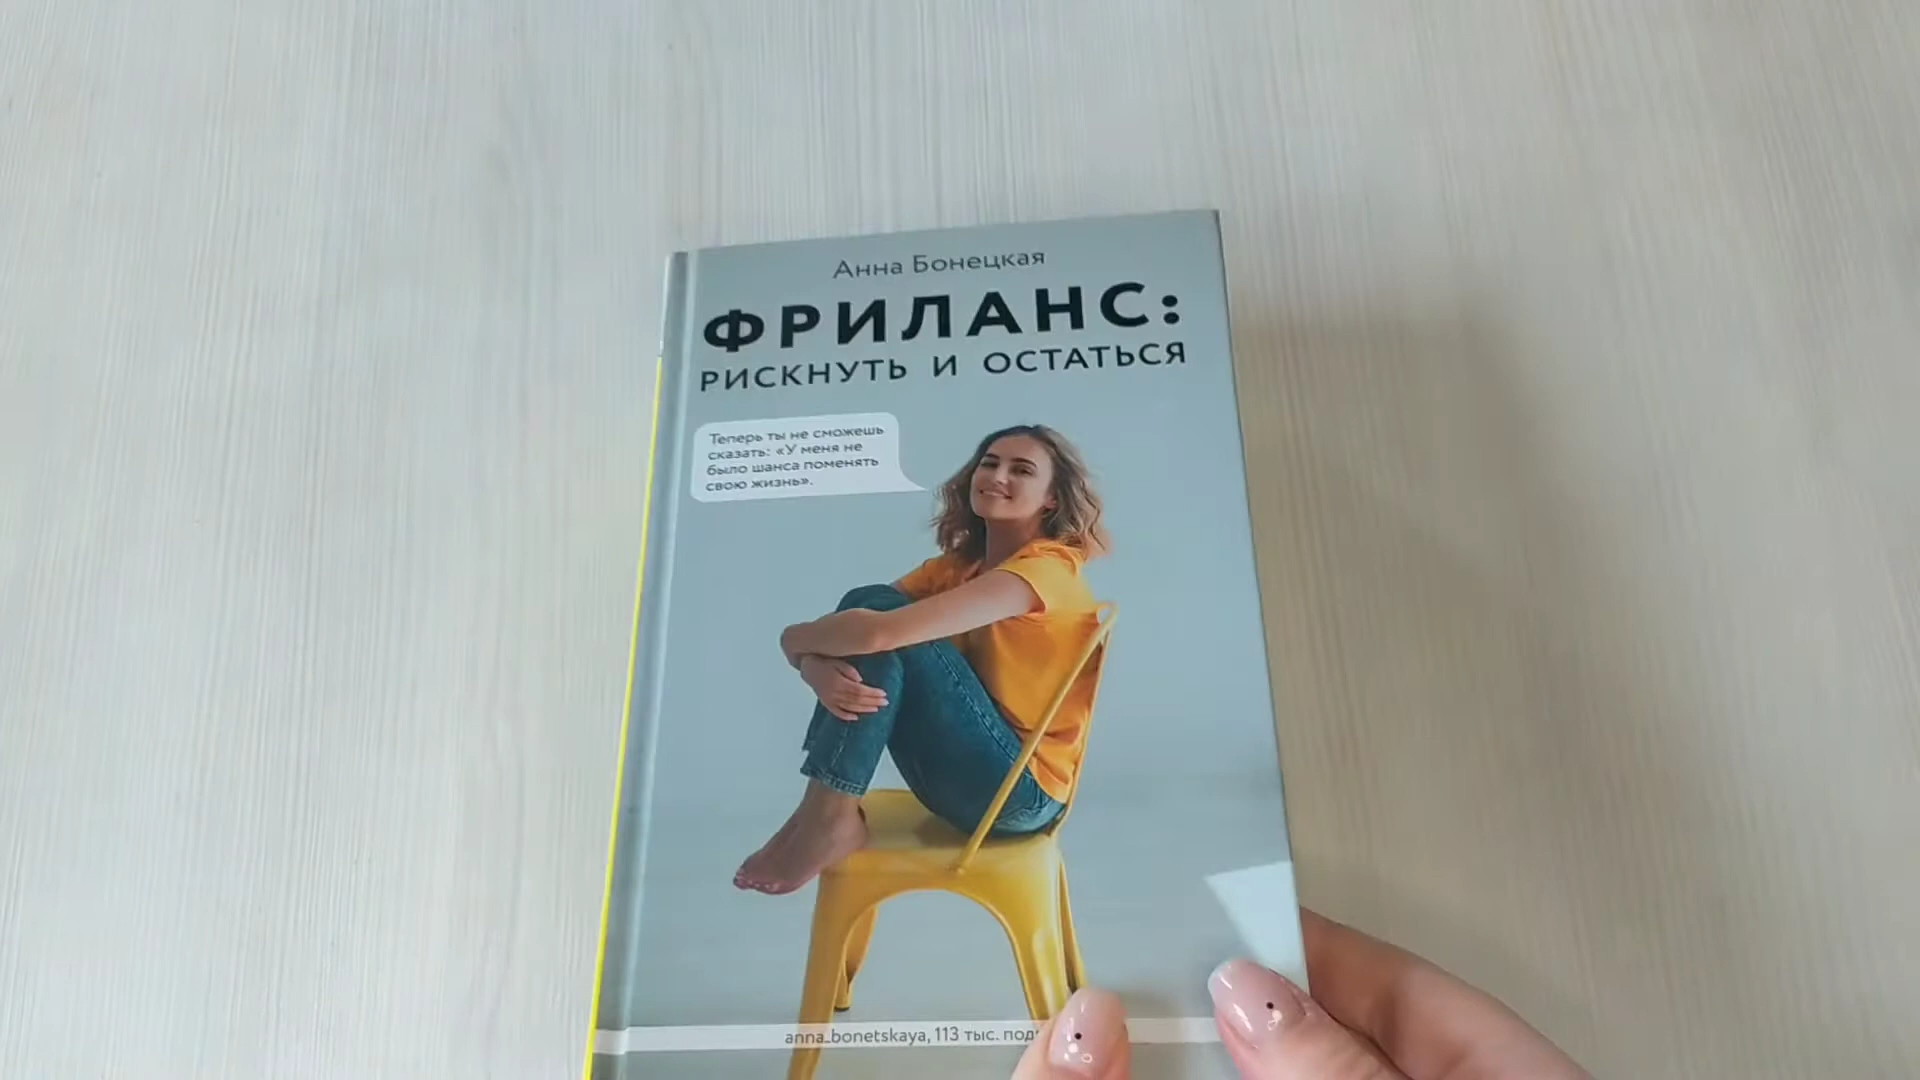 Анна Бонецкая
ФРИЛАНС:
РИСКНУТЬ И ОСТАТЬСЯ
Теперь ты не сможешь
сказать: «У меня не
было шанса поменять
свою жизнь».
anna_bonetskaya, 113 тыс.